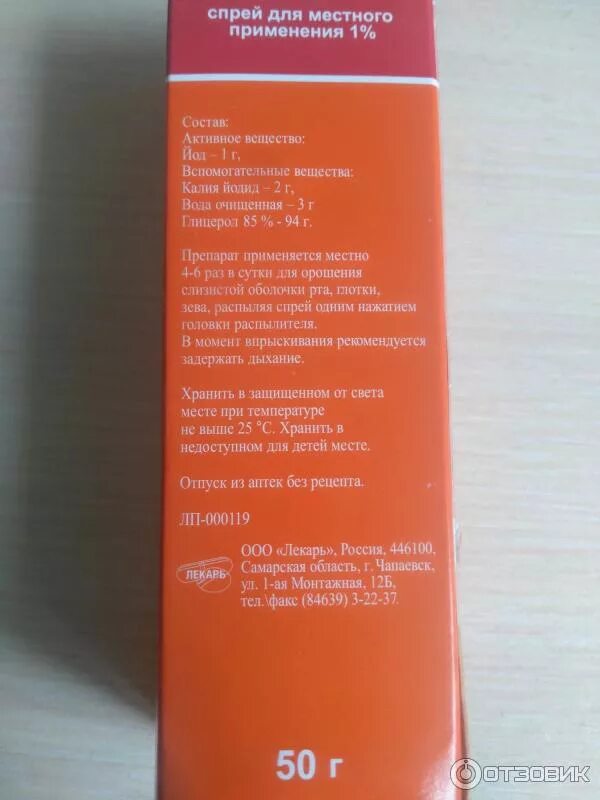 спрей для местного
применения 1%
Состав:
Активное вещество:
Йод – 1 г,
Вспомогательные вещества:
Калия йодид – 2 г,
Вода очищенная – 3 г
Глицерол 85 % - 94 г.
Препарат применяется местно
4-6 раз в сутки для орошения
слизистой оболочки рта, глотки,
зева, распыляя спрей одним нажатием
головки распылителя.
В момент впрыскивания рекомендуется
задержать дыхание.
Хранить в защищенном от света
месте при температуре
не выше 25 °С. Хранить в
недоступном для детей месте.
Отпуск из аптек без рецепта.
ЛП-000119
ЛЕКАРЬ
ООО «Лекарь», Россия, 446100,
Самарская область, г. Чапаевск,
ул. 1-ая Монтажная, 12Б,
тел.\факс (84639) 3-22-37.
50 г
ОТЗОВИК